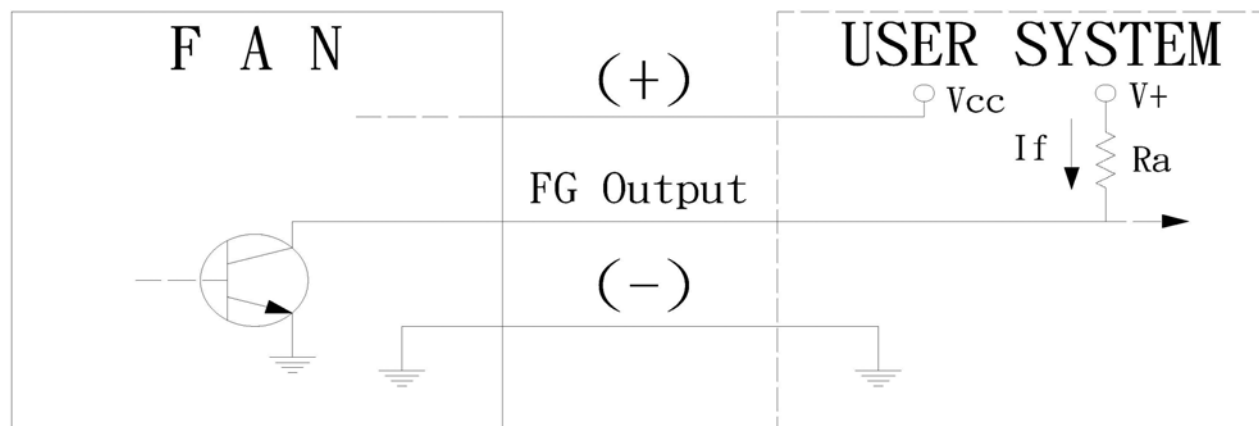 F A N
USER SYSTEM
(+)
Vcc
V+
If
Ra
FG Output
(-)